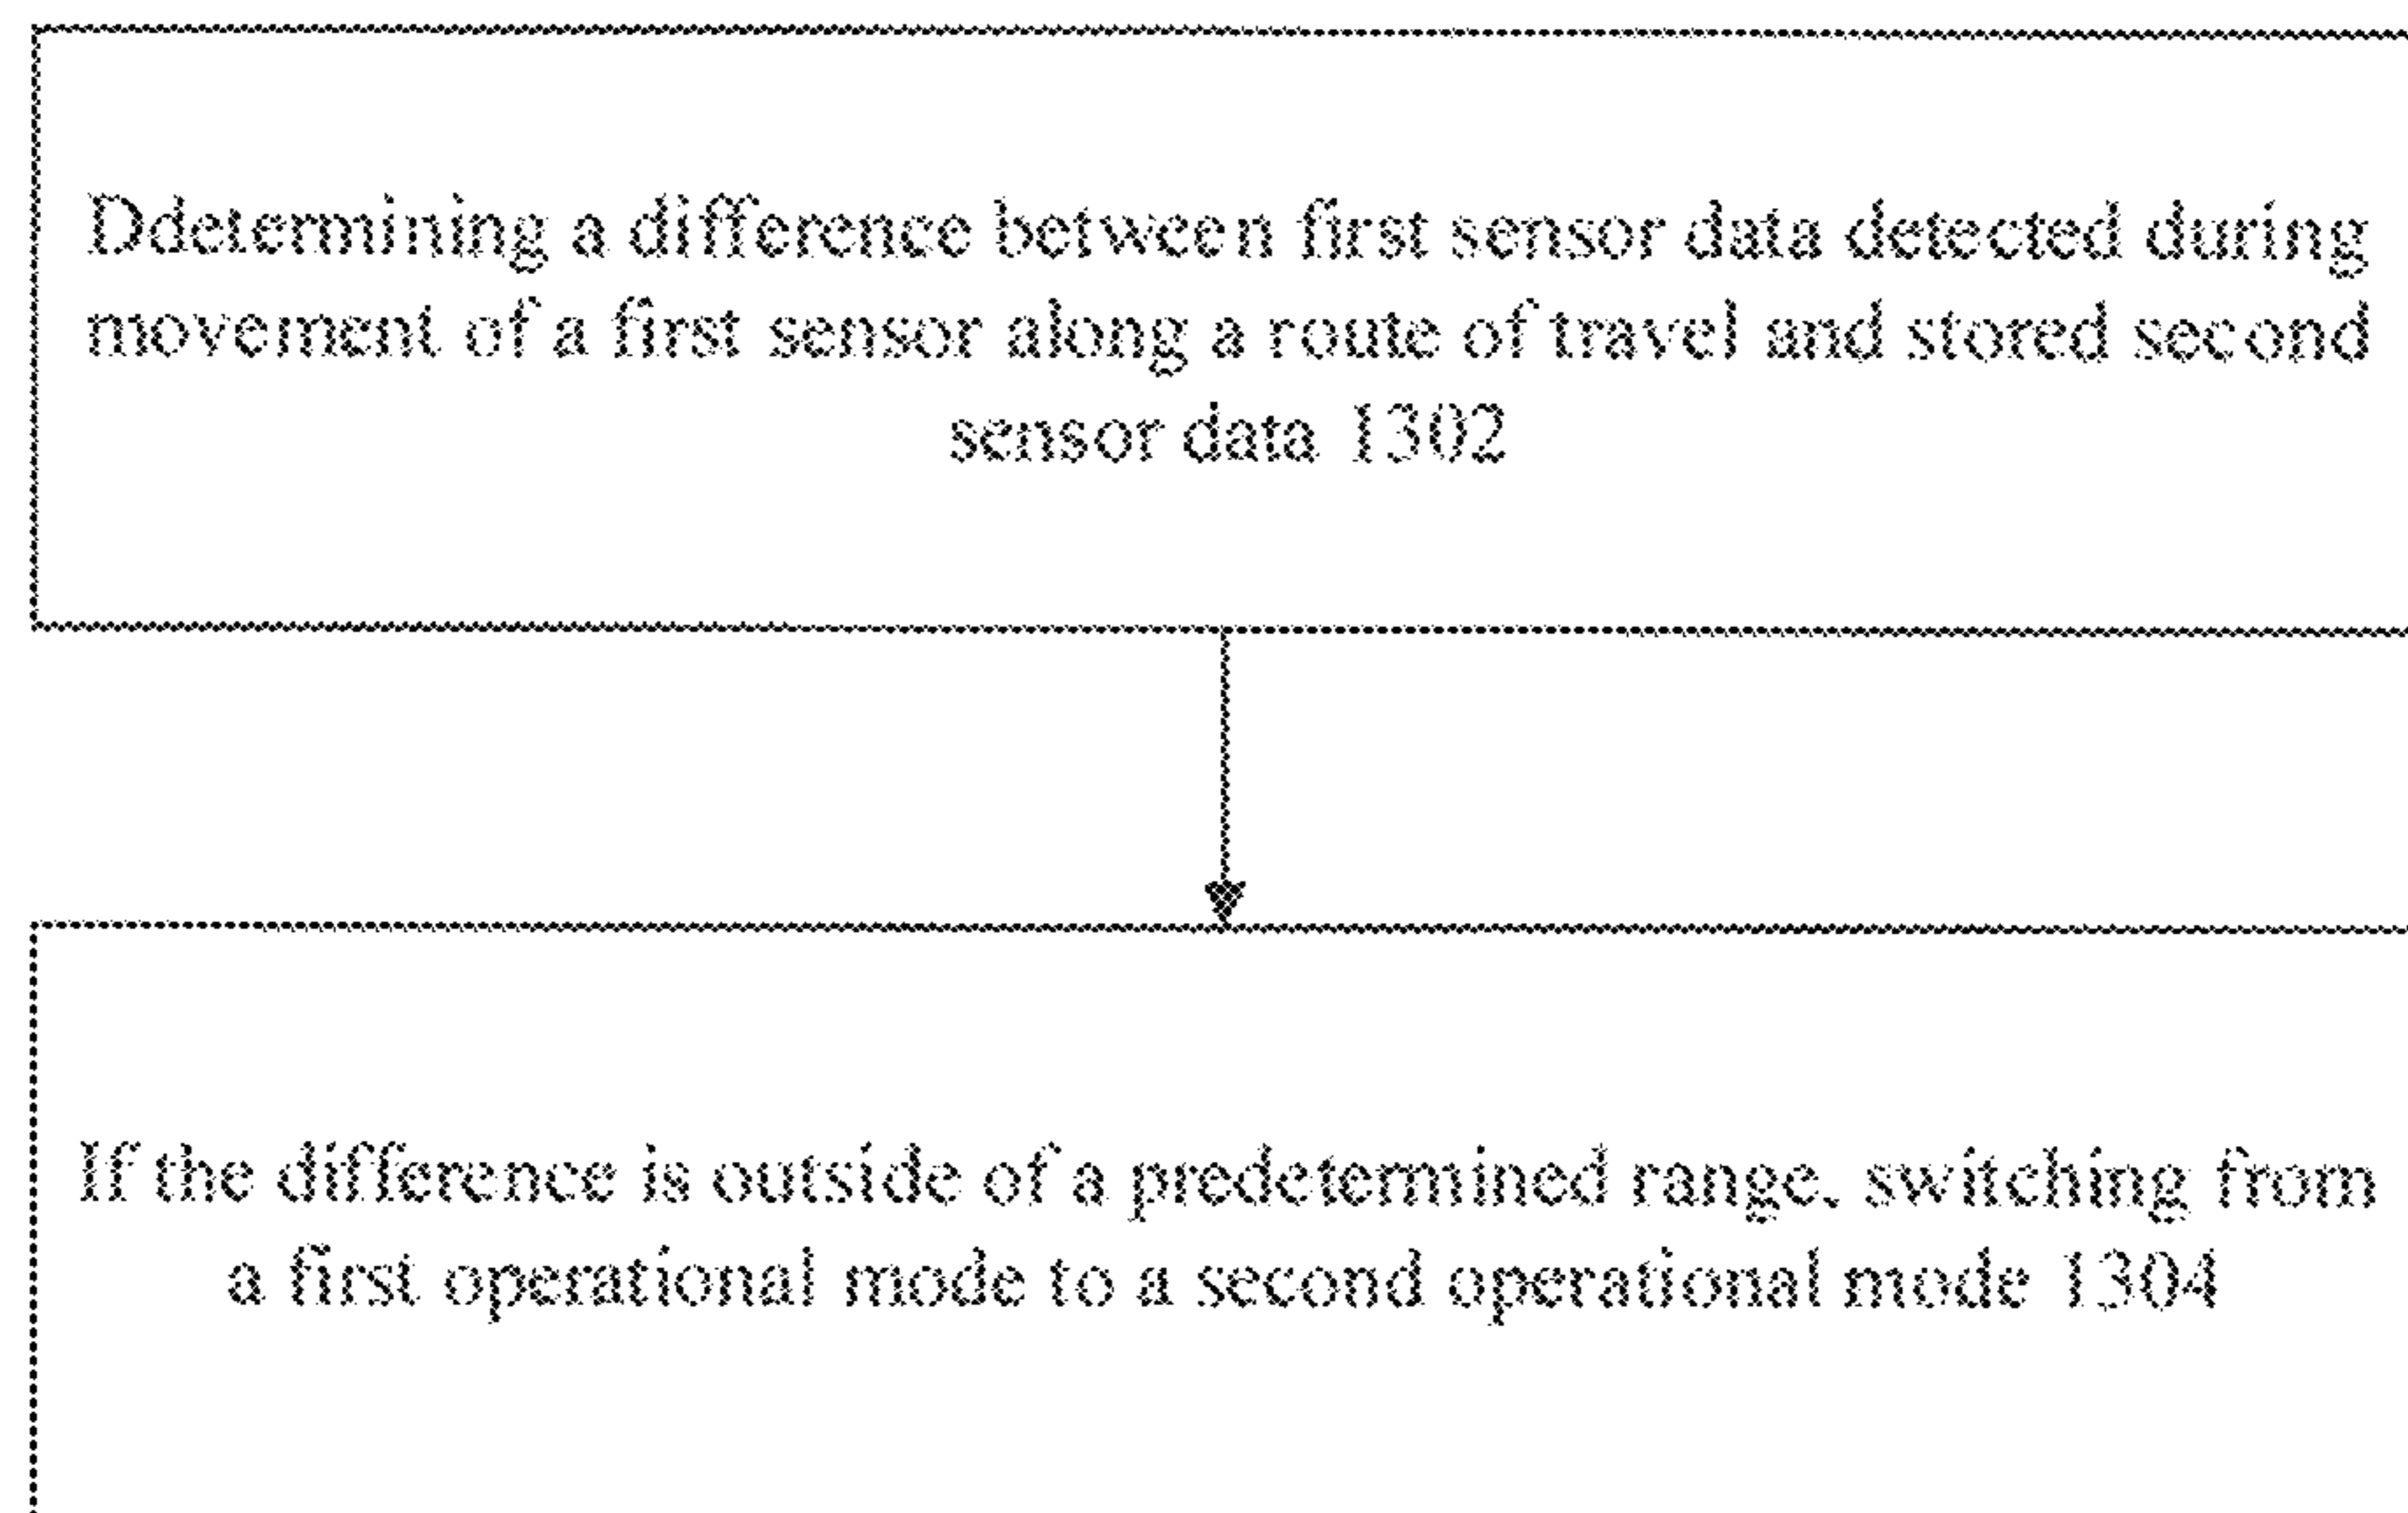 Ddetermining a difference between first sensor data detected during
movement of a first sensor along a route of travel and stored second
sensor data 1302
If the difference is outside of a predetermined range, switching from
a first operational mode to a second operational mode 1304